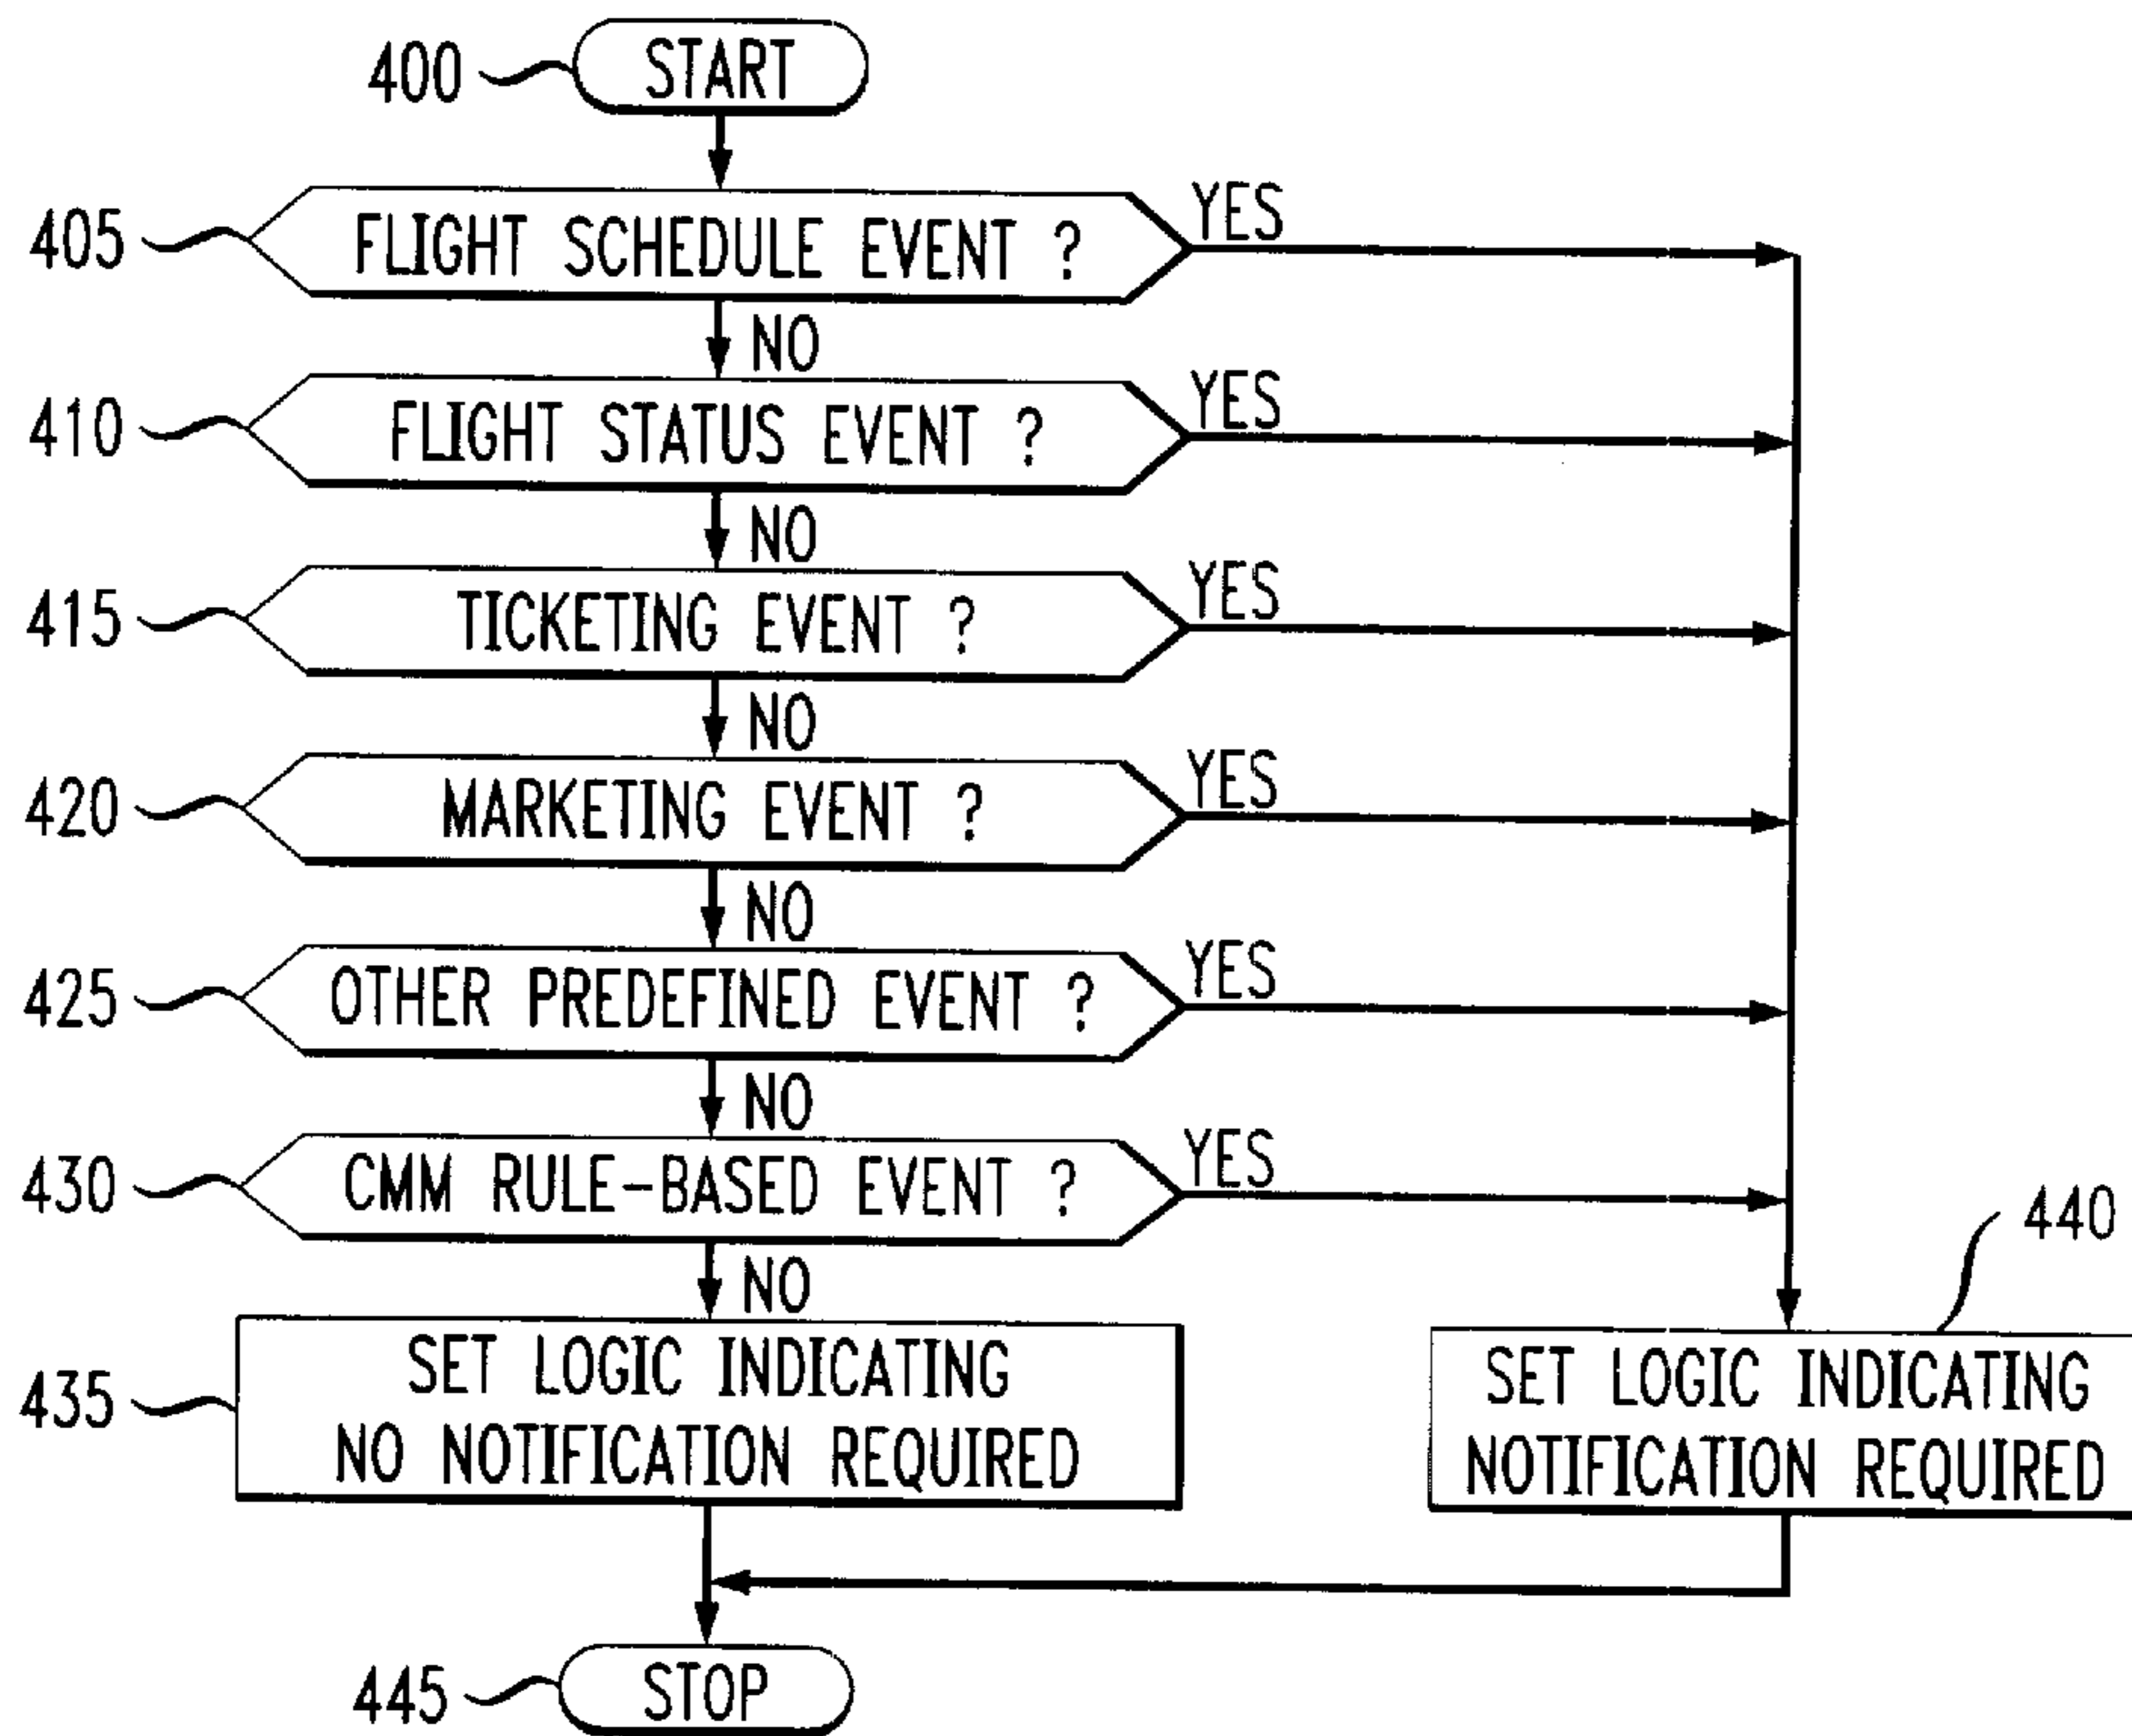 400 START
405 FLIGHT SCHEDULE EVENT ? YES
NO
410 FLIGHT STATUS EVENT ? YES
NO
415 TICKETING EVENT ? YES
NO
420 MARKETING EVENT ? YES
NO
425 OTHER PREDEFINED EVENT ? YES
NO
430 CMM RULE-BASED EVENT ? YES
NO
440
435 SET LOGIC INDICATING
NO NOTIFICATION REQUIRED
SET LOGIC INDICATING
NOTIFICATION REQUIRED
445 STOP